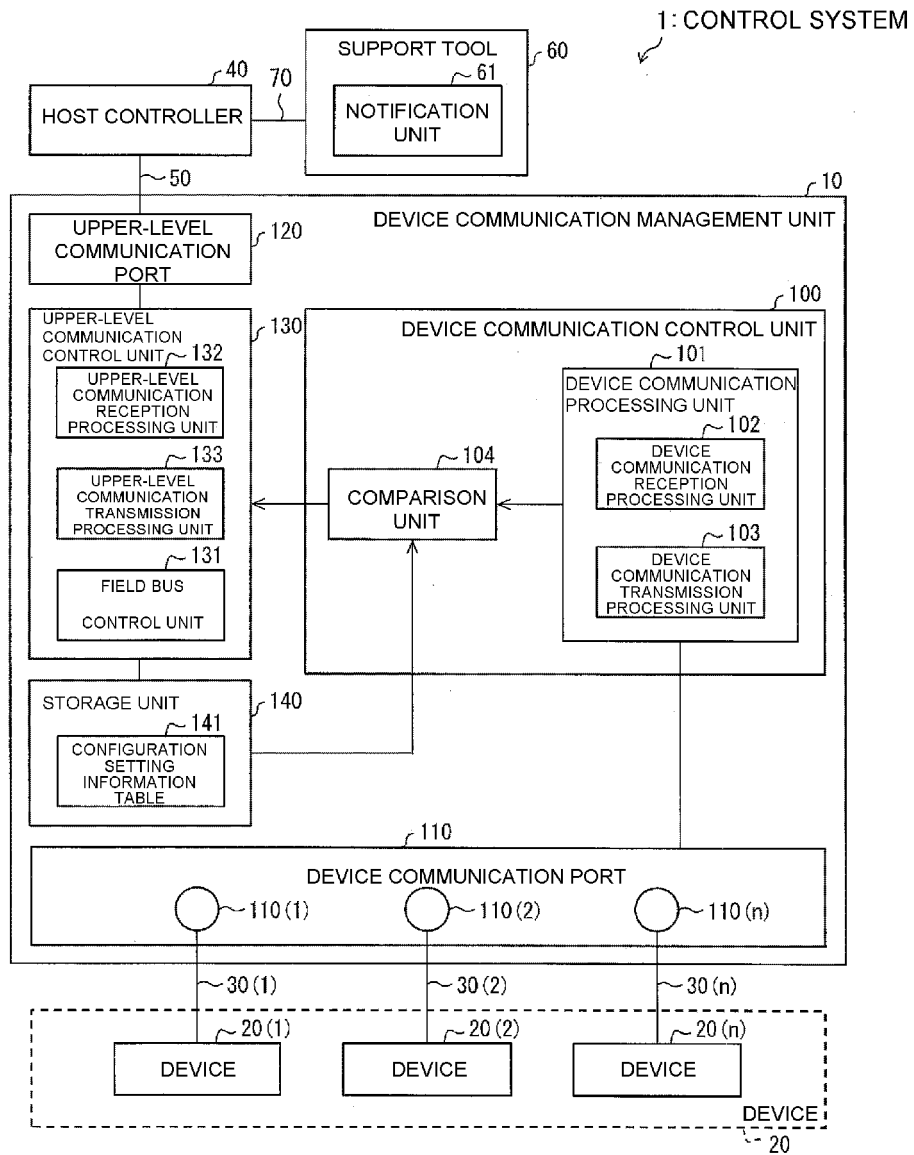 1: CONTROL SYSTEM
SUPPORT TOOL
60
40
70
61
HOST CONTROLLER
NOTIFICATION
UNIT
50
10
UPPER-LEVEL
COMMUNICATION
PORT
120
DEVICE COMMUNICATION MANAGEMENT UNIT
100
UPPER-LEVEL
COMMUNICATION
CONTROL UNIT
130
132
UPPER-LEVEL
COMMUNICATION
RECEPTION
PROCESSING UNIT
133
UPPER-LEVEL
COMMUNICATION
TRANSMISSION
PROCESSING UNIT
131
FIELD BUS
CONTROL UNIT
DEVICE COMMUNICATION CONTROL UNIT
101
DEVICE COMMUNICATION
PROCESSING UNIT
102
DEVICE
COMMUNICATION
RECEPTION
PROCESSING UNIT
104
COMPARISON
UNIT
103
DEVICE
COMMUNICATION
TRANSMISSION
PROCESSING UNIT
STORAGE UNIT
140
141
CONFIGURATION
SETTING
INFORMATION
TABLE
110
DEVICE COMMUNICATION PORT
110(1)
110(2)
110(n)
30(1)
30(2)
30(n)
20(1)
20(2)
20(n)
DEVICE
DEVICE
DEVICE
DEVICE
20